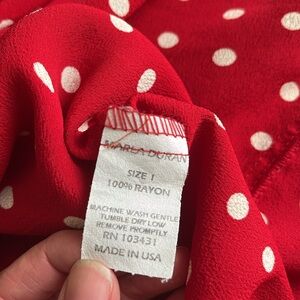 MARLA DURAN
SIZE 1
100% RAYON
MACHINE WASH GENTLE
TUMBLE DRY LOW
REMOVE PROMPTLY
RN 103431
MADE IN USA